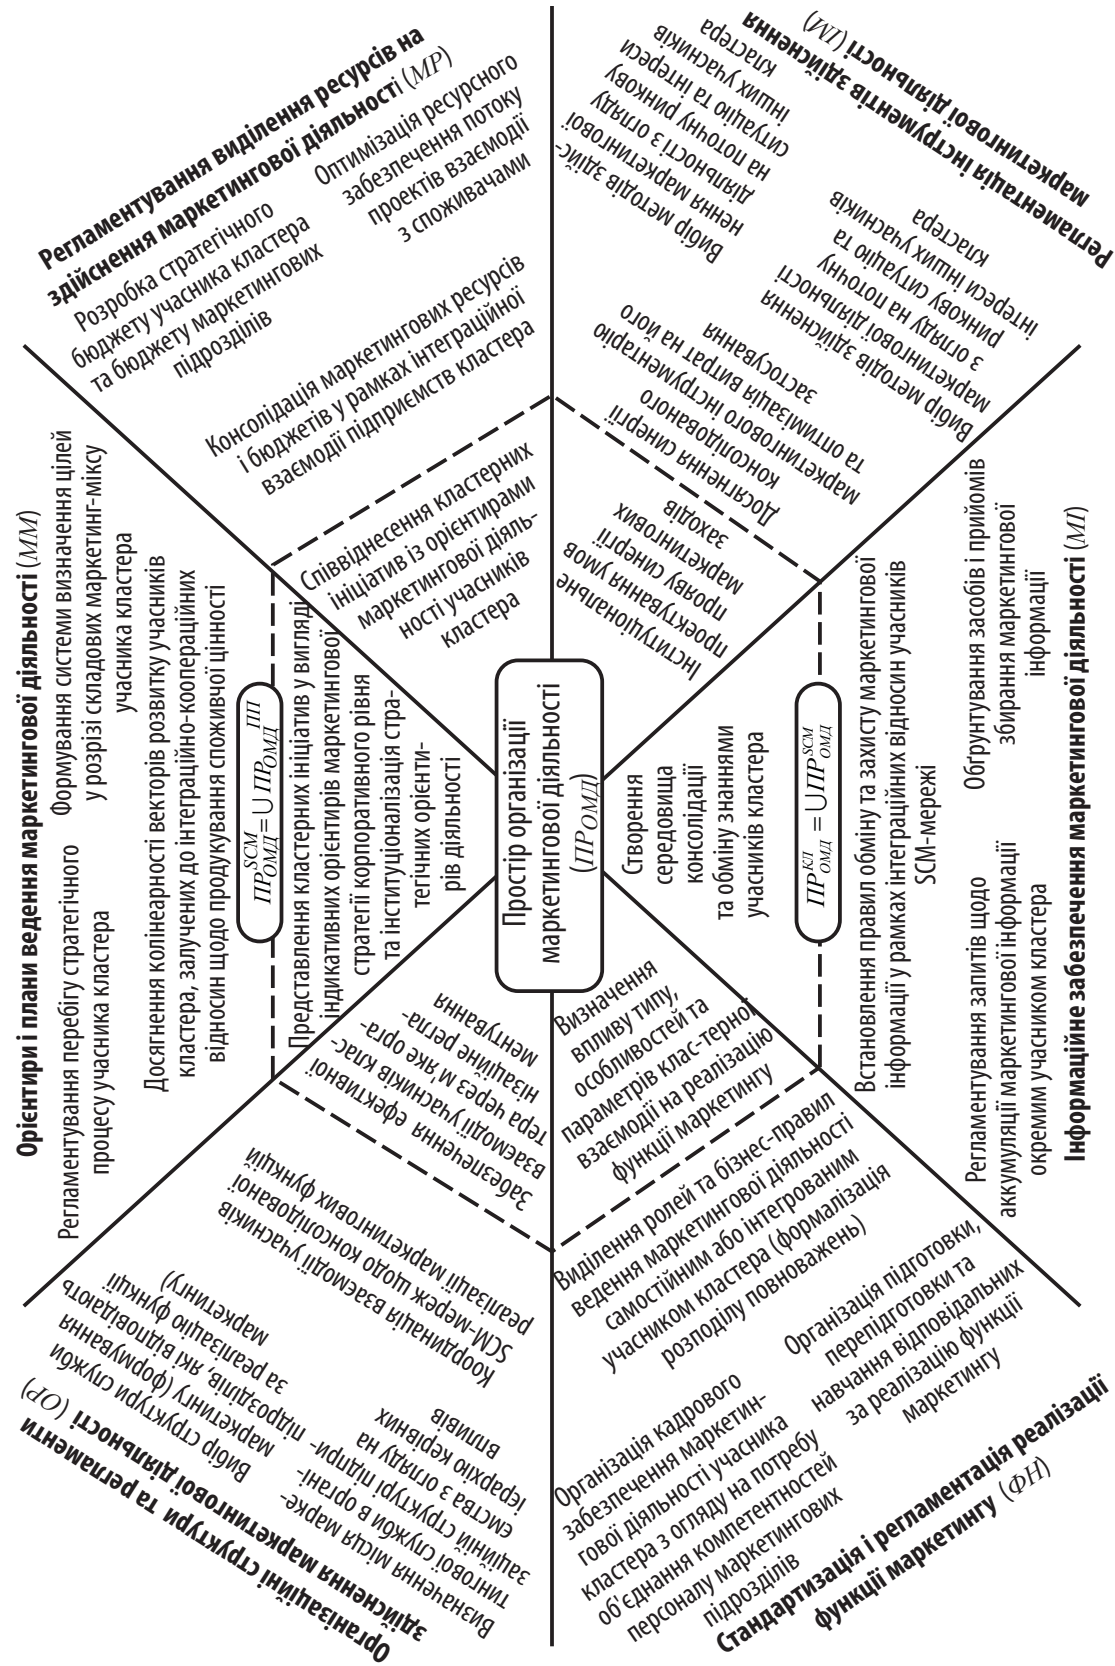 Орієнтири і плани ведення маркетингової діяльності (ММ)
Регламентування перебігу стратегічного
процесу учасника кластера
Формування системи визначення цілей
у розрізі складових маркетинг-міксу
учасника кластера
Досягнення колінеарності векторів розвитку учасників
кластера, залучених до інтеграційно-коопераційних
відносин щодо продукування споживчої цінності
ПР^SCM_ОМД = ∪ ПР^ПП_ОМД
Представлення кластерних ініціатив у вигляді
індикативних орієнтирів маркетингової
стратегії корпоративного рівня
та інституціоналізація стра-
тегічних орієнти-
рів діяльності
Регламентування виділення ресурсів на
здійснення маркетингової діяльності (МР)
Розробка стратегічного
бюджету учасника кластера
та бюджету маркетингових
підрозділів
Оптимізація ресурсного
забезпечення потоку
проектів взаємодії
з споживачами
Консолідація маркетингових ресурсів
і бюджетів у рамках інтеграційної
взаємодії підприємств кластера
Співвіднесення кластерних
ініціатив із орієнтирами
маркетингової діяль-
ності учасників
кластера
Регламентація інструментів здійснення
маркетингової діяльності (ІМ)
Вибір методів здійс-
нення маркетингової
діяльності з огляду
на поточну ринкову
ситуацію та інтереси
інших учасників
кластера
Вибір методів здійснення
маркетингової діяльності
з огляду на поточну
ринкову ситуацію та
інтереси інших учасників
кластера
Досягнення синергії
консолідованого
маркетингового інструментарію
та оптимізація витрат на його
застосування
Інституціональне
проектування умов
прояву синергії
маркетингових
заходів
Простір організації
маркетингової діяльності
(ПР_ОМД)
Створення
середовища
консолідації
та обміну знаннями
учасників кластера
ПР^КЛ_ОМД = ∪ПР^SCM_ОМД
Встановлення правил обміну та захисту маркетингової
інформації у рамках інтеграційних відносин учасників
SCM-мережі
Регламентування запитів щодо
аккумуляції маркетингової інформації
окремим учасником кластера
Обґрунтування засобів і прийомів
збирання маркетингової
інформації
Інформаційне забезпечення маркетингової діяльності (МІ)
Визначення
впливу типу,
особливостей та
параметрів клас-терної
взаємодії на реалізацію
функції маркетингу
Виділення ролей та бізнес-правил
ведення маркетингової діяльності
самостійним або інтегрованим
учасником кластера (формалізація
розподілу повноважень)
Організація кадрового
забезпечення маркетин-
гової діяльності учасника
кластера з огляду на потребу
об'єднання компетентностей
персоналу маркетингових
підрозділів
Організація підготовки,
перепідготовки та
навчання відповідальних
за реалізацію функції
маркетингу
Стандартизація і регламентація реалізації
функції маркетингу (ФН)
Забезпечення ефективної
взаємодії учасників клас-
тера через м'яке орга-
нізаційне регла-
ментування
Координація взаємодії учасників
SCM-мереж щодо консолідованої
реалізації маркетингових функцій
Вибір структури служби
маркетингу (формування
підрозділів, які відповідають
за реалізацію функції
маркетингу)
Визначення місця марке-
тингової служби в органі-
заційній структурі підпри-
ємства з огляду на
ієрархію керівних
впливів
Організаційні структури та регламенти
здійснення маркетингової діяльності (ОР)